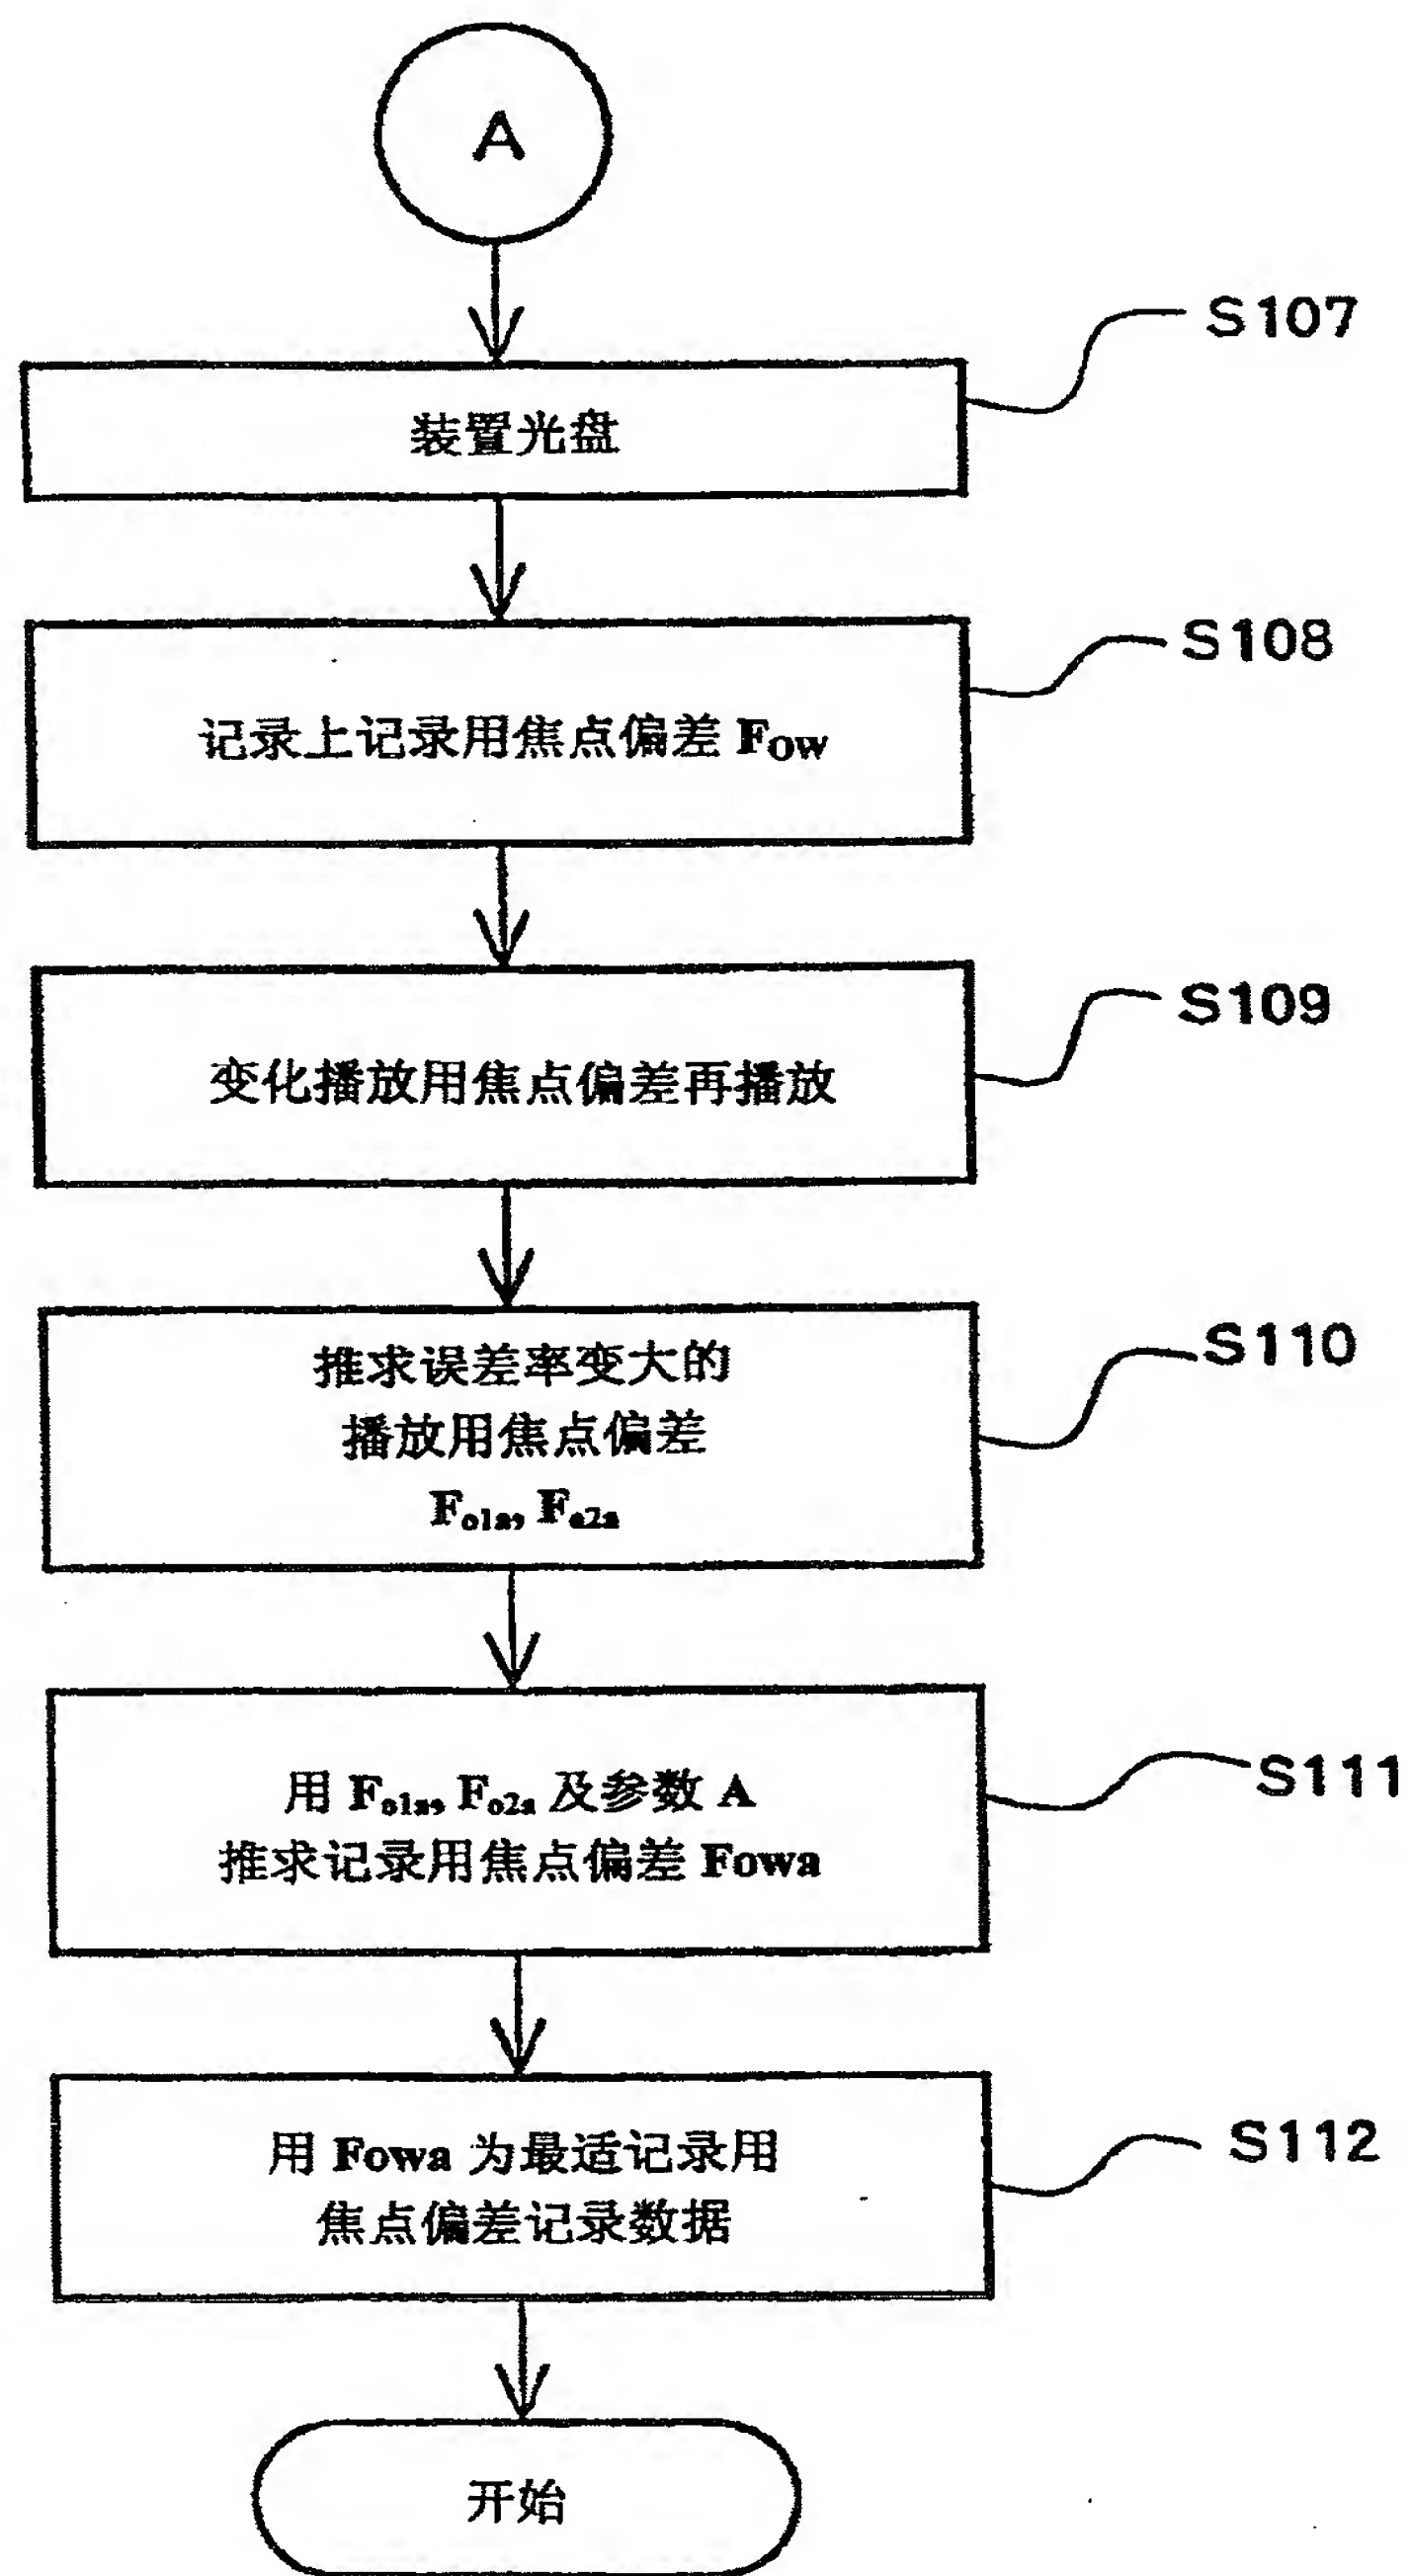 A
S107
装置光盘
S108
记录上记录用焦点偏差 FOW
S109
变化播放用焦点偏差再播放
S110
推求误差率变大的
播放用焦点偏差
Fo1a, Fo2a
S111
用 Fo1a, Fo2a 及参数 A
推求记录用焦点偏差 Fowa
S112
用 Fowa 为最适记录用
焦点偏差记录数据
开始